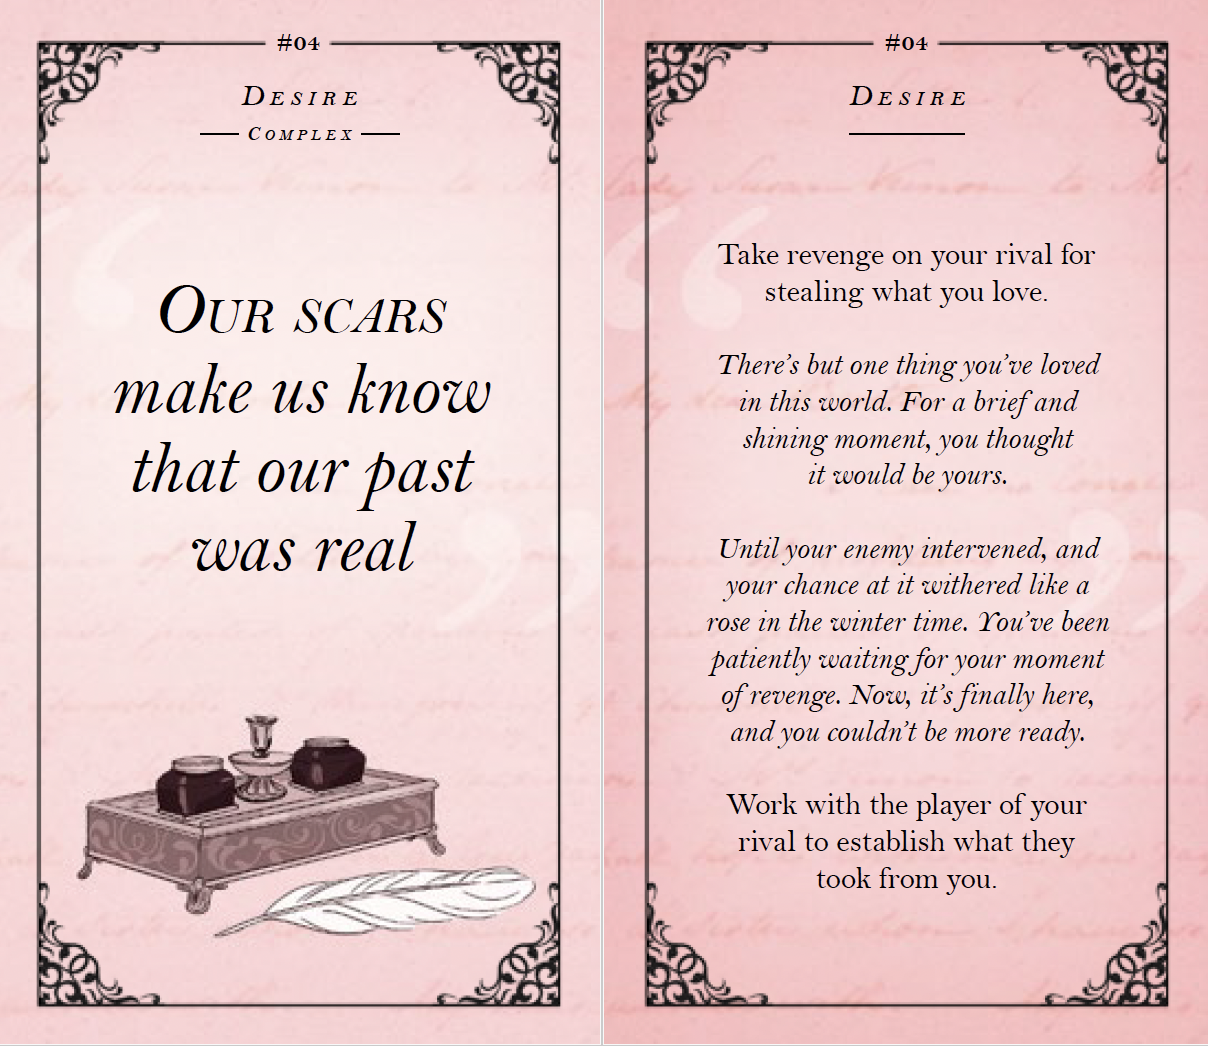 #04
DESIRE
COMPLEX
OUR SCARS
make us know
that our past
was real
#04
DESIRE
Take revenge on your rival for
stealing what you love.
There's but one thing you've loved
in this world. For a brief and
shining moment, you thought
it would be yours.
Until your enemy intervened, and
your chance at it withered like a
rose in the winter time. You've been
patiently waiting for your moment
of revenge. Now, it's finally here,
and you couldn't be more ready.
Work with the player of your
rival to establish what they
took from you.